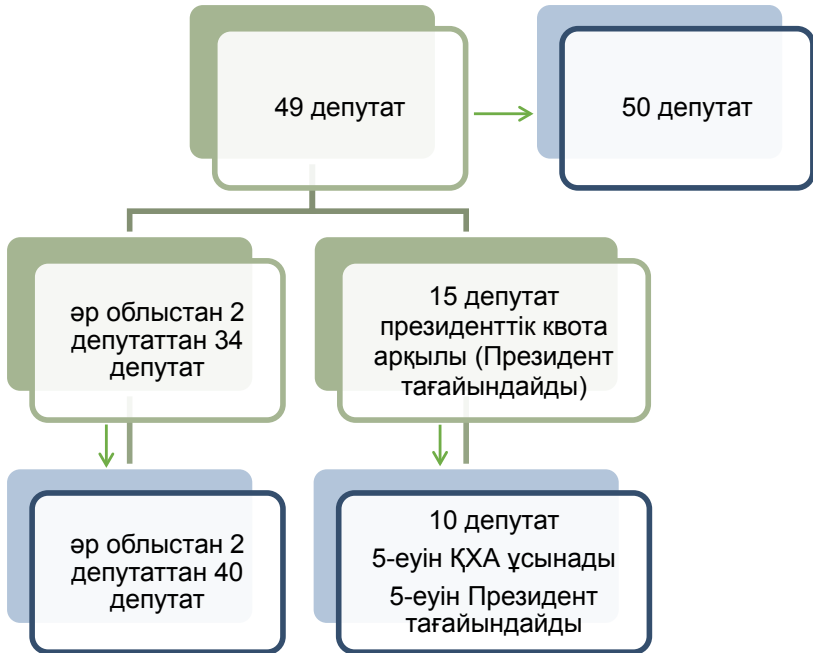 49 депутат
50 депутат
әр облыстан 2
депутаттан 34
депутат
15 депутат
президенттік квота
арқылы (Президент
тағайындайды)
әр облыстан 2
депутаттан 40
депутат
10 депутат
5-еуін ҚХА ұсынады
5-еуін Президент
тағайындайды